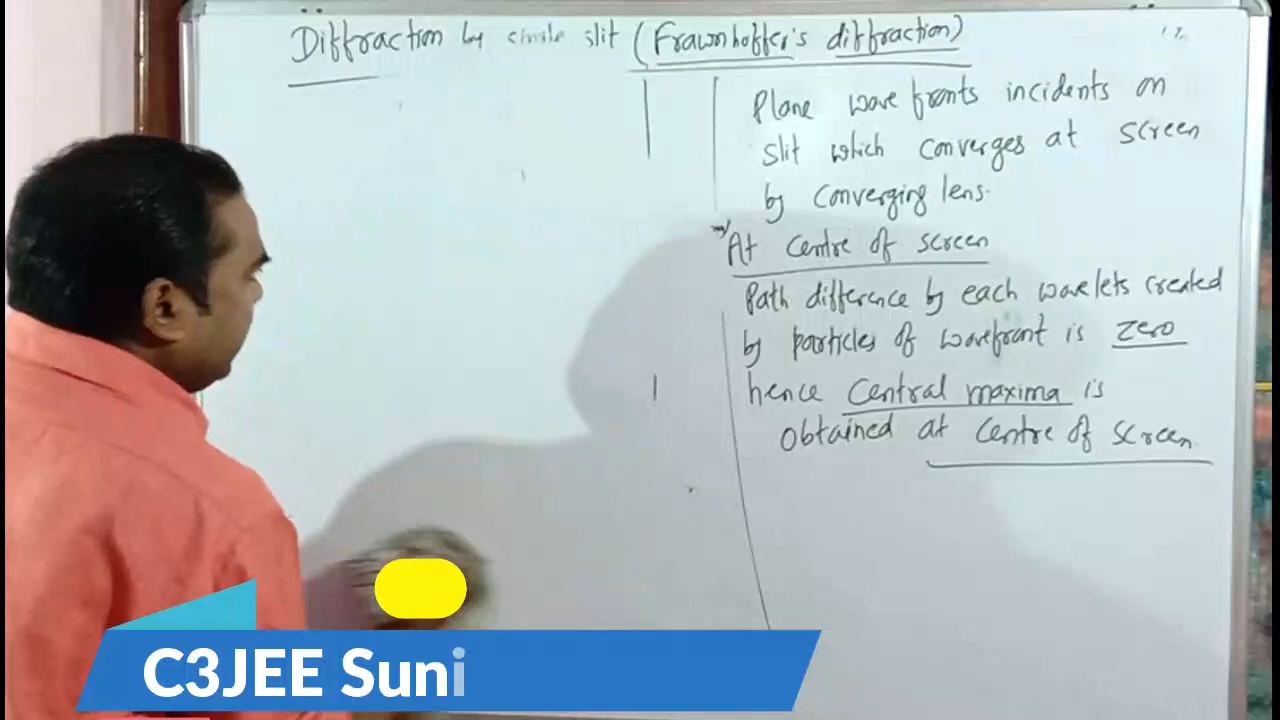 Diffraction by single slit (Frawnhoffer's diffraction)
Plane wave fronts incidents on
slit which converges at screen
by converging lens.
At centre of screen
Path difference by each wavelets created
by particles of wavefront is zero
hence Central maxima is
obtained at centre of screen.
C3JEE Suni